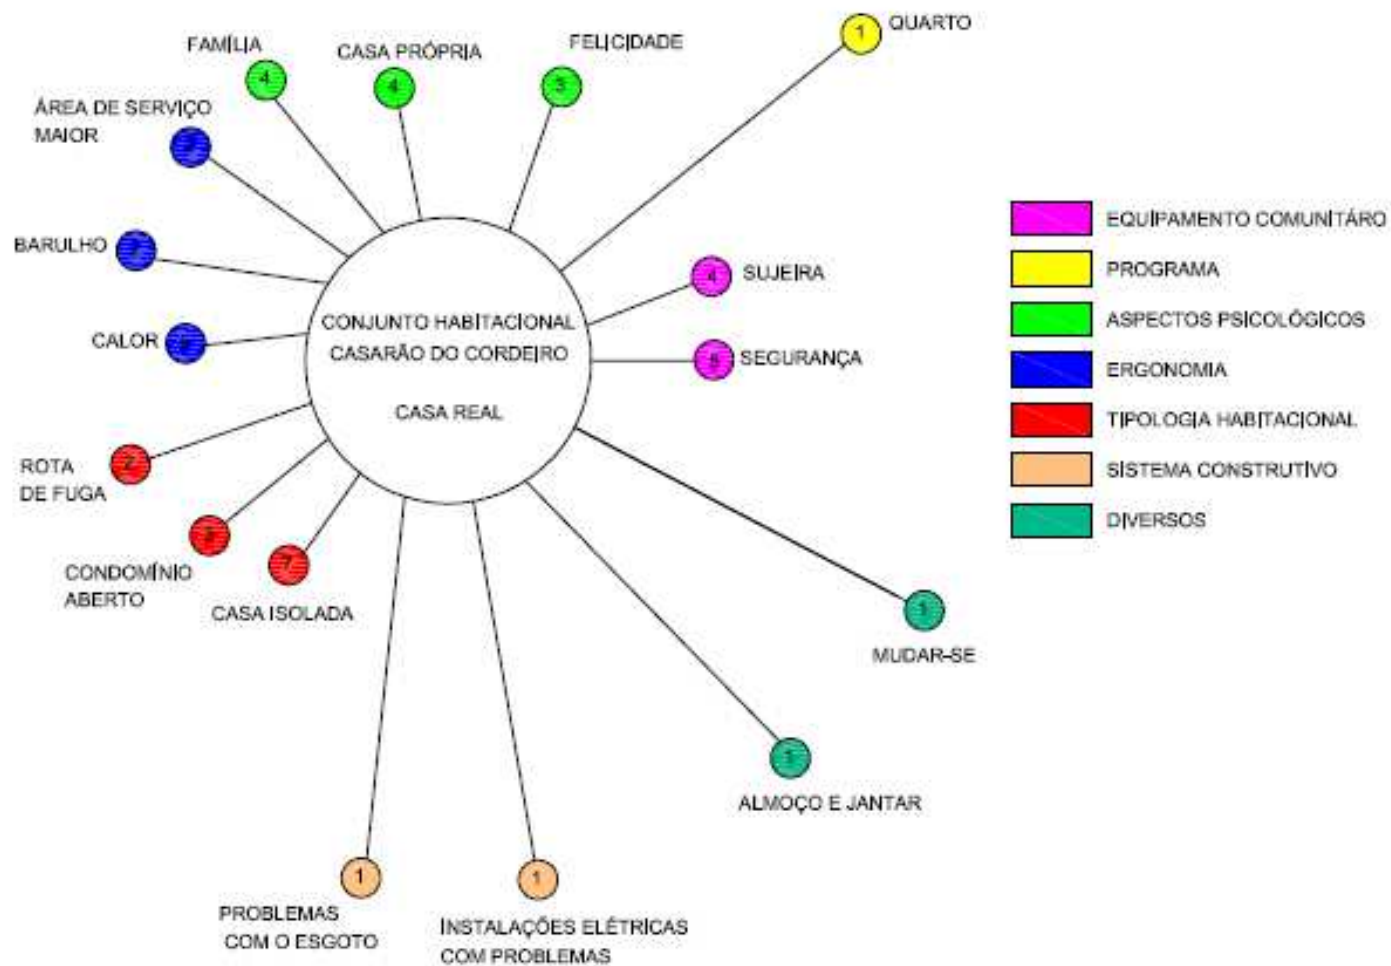 QUARTO
1
FELICIDADE
3
CASA PRÓPRIA
4
FAMÍLIA
4
ÁREA DE SERVIÇO
MAIOR
BARULHO
CALOR
ROTA
DE FUGA
2
CONDOMÍNIO
ABERTO
CASA ISOLADA
7
CONJUNTO HABITACIONAL
CASARÃO DO CORDEIRO
CASA REAL
SUJEIRA
4
SEGURANÇA
MUDAR-SE
1
ALMOÇO E JANTAR
1
PROBLEMAS
COM O ESGOTO
1
INSTALAÇÕES ELÉTRICAS
COM PROBLEMAS
1
EQUIPAMENTO COMUNITÁRO
PROGRAMA
ASPECTOS PSICOLÓGICOS
ERGONOMIA
TIPOLOGIA HABITACIONAL
SISTEMA CONSTRUTIVO
DIVERSOS